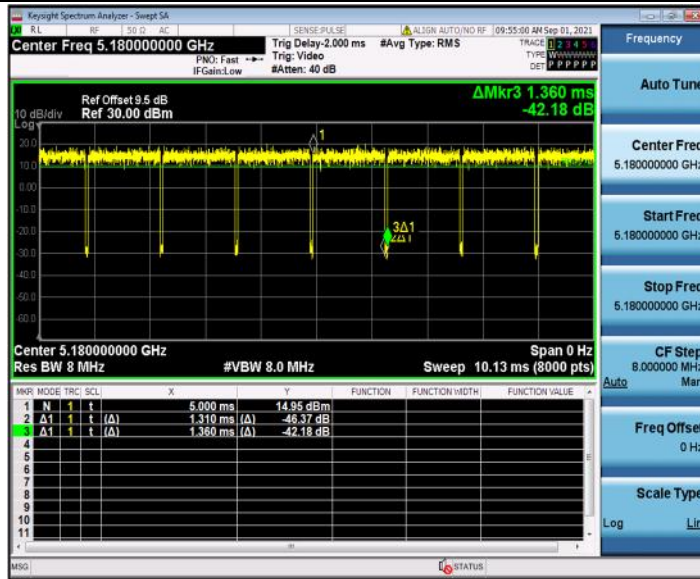 Keysight Spectrum Analyzer - Swept SA
RL RF 50 Ω AC SENSE:PULSE ALIGN AUTO/NO RF 09:55:00 AM Sep 01, 2021
Center Freq 5.180000000 GHz
PNO: Fast
IFGain:Low
Trig Delay-2.000 ms
Trig: Video
#Atten: 40 dB
#Avg Type: RMS
TRACE 1 2 3 4 5 6
TYPE W
DET P P P P P P
Ref Offset 9.5 dB
10 dB/div Ref 30.00 dBm
Log
ΔMkr3 1.360 ms
-42.18 dB
20.0
10.0
0.00
-10.0
-20.0
-30.0
-40.0
-50.0
-60.0
1
3Δ1
2Δ1
Center 5.180000000 GHz
Span 0 Hz
Res BW 8 MHz
#VBW 8.0 MHz
Sweep 10.13 ms (8000 pts)
MKR MODE TRC SCL X Y FUNCTION FUNCTION WIDTH FUNCTION VALUE
1 N 1 t 5.000 ms 14.95 dBm
2 Δ1 1 t (Δ) 1.310 ms (Δ) -46.37 dB
3 Δ1 1 t (Δ) 1.360 ms (Δ) -42.18 dB
4
5
6
7
8
9
10
11
MSG
STATUS
Frequency
Auto Tune
Center Freq
5.180000000 GHz
Start Freq
5.180000000 GHz
Stop Freq
5.180000000 GHz
CF Step
8.000000 MHz
Auto Man
Freq Offset
0 Hz
Scale Type
Log Lin